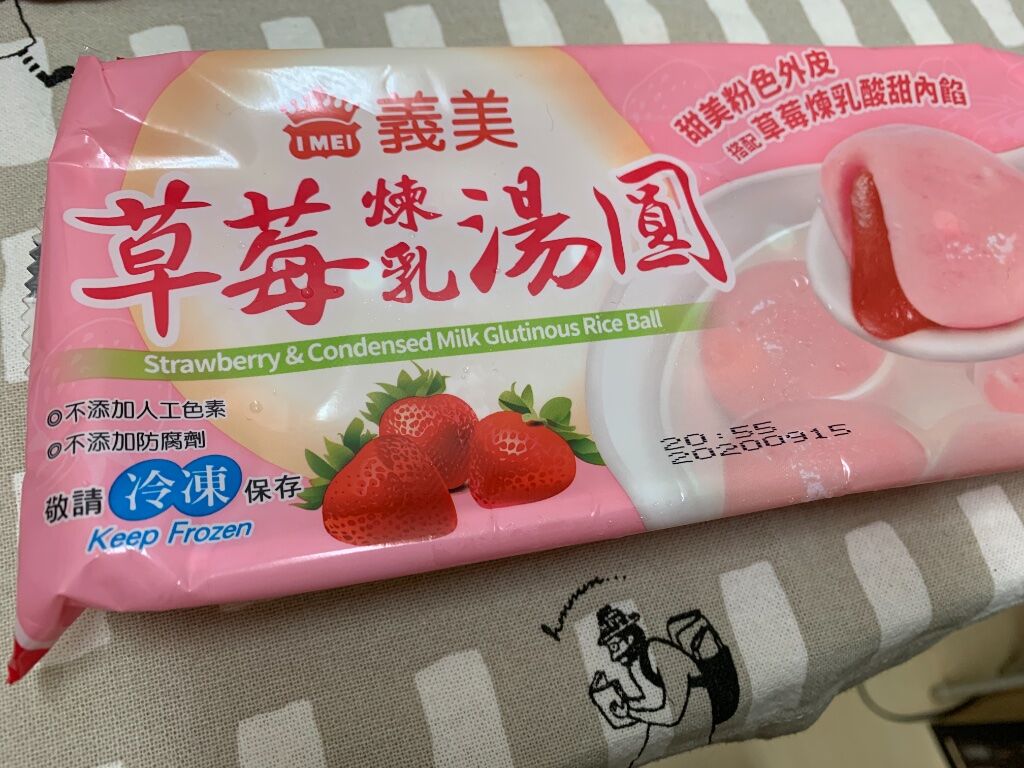 I MEI 義美
甜美粉色外皮
搭配 草莓煉乳酸甜內餡
草莓煉乳湯圓
Strawberry & Condensed Milk Glutinous Rice Ball
◎不添加人工色素
◎不添加防腐劑
敬請 冷凍 保存
Keep Frozen
20:55
20200915
hmmm...